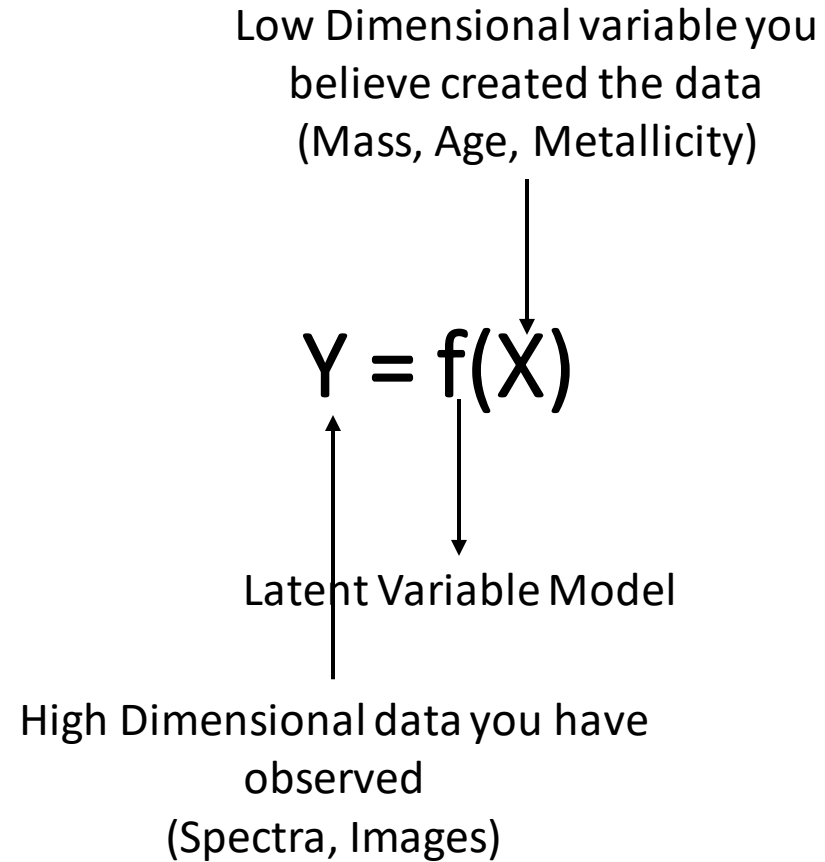 Low Dimensional variable you
believe created the data
(Mass, Age, Metallicity)
Y = f(X)
Latent Variable Model
High Dimensional data you have
observed
(Spectra, Images)